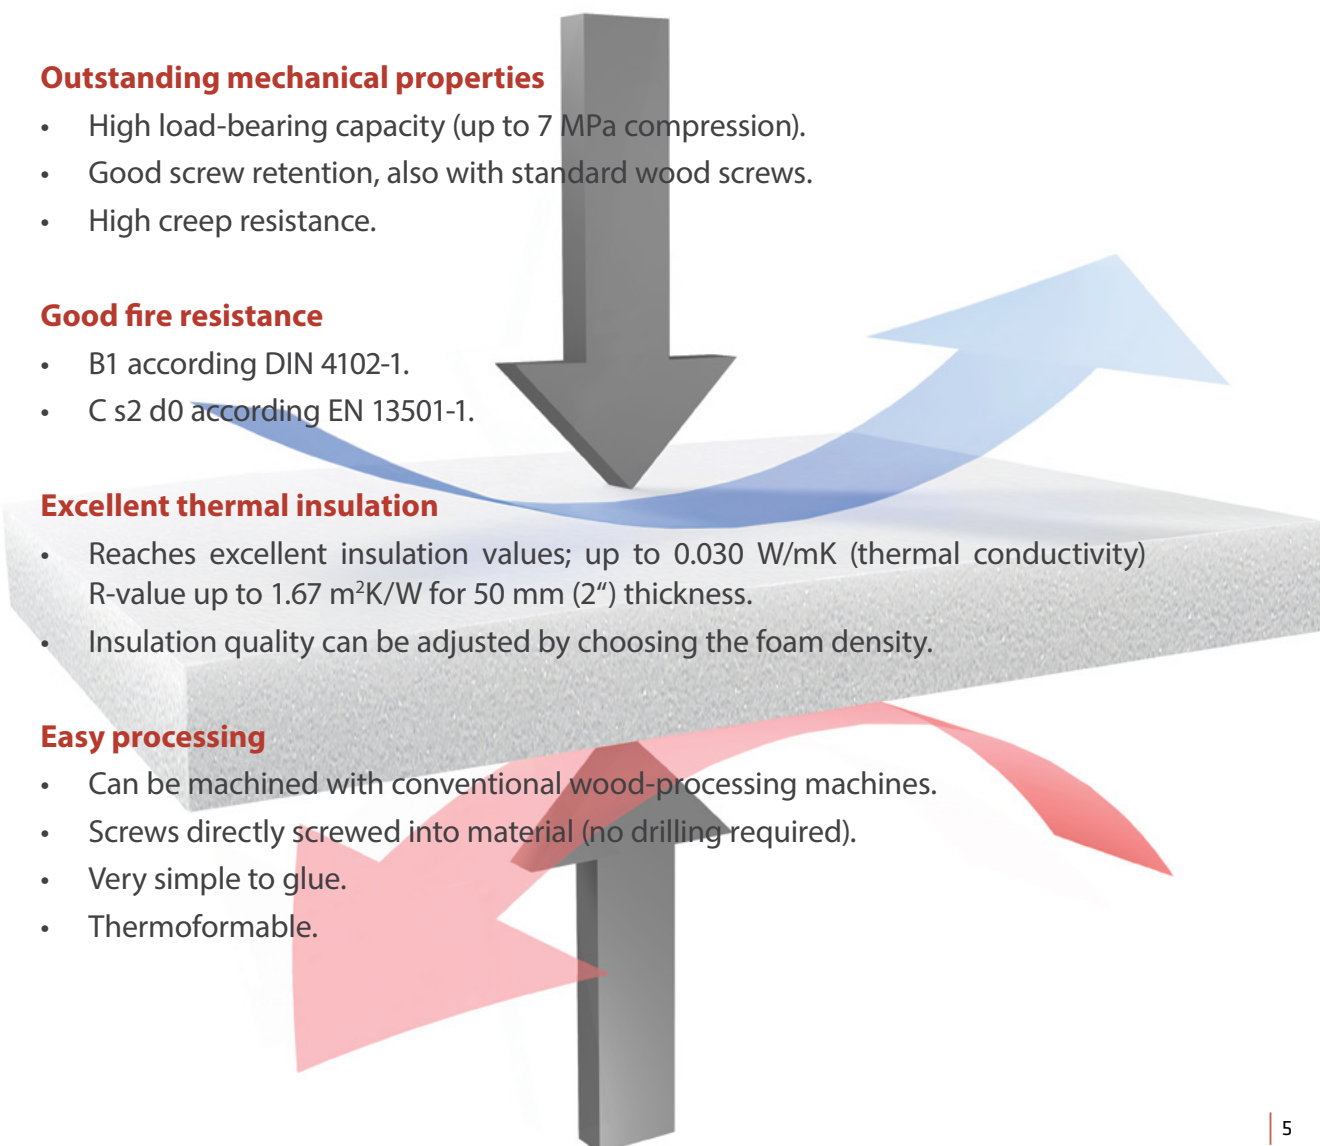 Outstanding mechanical properties
• High load-bearing capacity (up to 7 MPa compression).
• Good screw retention, also with standard wood screws.
• High creep resistance.
Good fire resistance
• B1 according DIN 4102-1.
• C s2 d0 according EN 13501-1.
Excellent thermal insulation
• Reaches excellent insulation values; up to 0.030 W/mK (thermal conductivity)
R-value up to 1.67 m²K/W for 50 mm (2“) thickness.
• Insulation quality can be adjusted by choosing the foam density.
Easy processing
• Can be machined with conventional wood-processing machines.
• Screws directly screwed into material (no drilling required).
• Very simple to glue.
• Thermoformable.
5